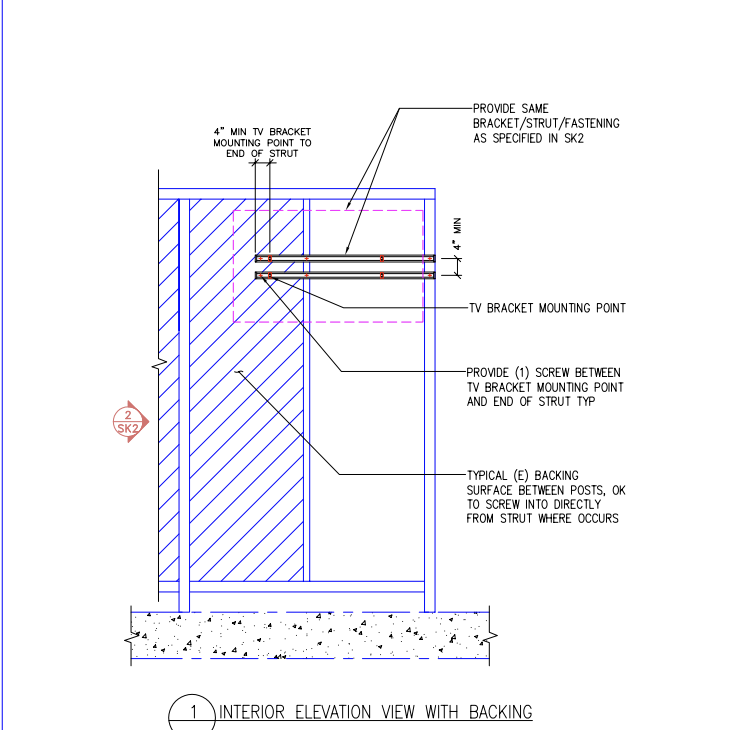 PROVIDE SAME
BRACKET/STRUT/FASTENING
AS SPECIFIED IN SK2
4" MIN TV BRACKET
MOUNTING POINT TO
END OF STRUT
4" MIN
TV BRACKET MOUNTING POINT
PROVIDE (1) SCREW BETWEEN
TV BRACKET MOUNTING POINT
AND END OF STRUT TYP
2
SK2
TYPICAL (E) BACKING
SURFACE BETWEEN POSTS, OK
TO SCREW INTO DIRECTLY
FROM STRUT WHERE OCCURS
1 INTERIOR ELEVATION VIEW WITH BACKING